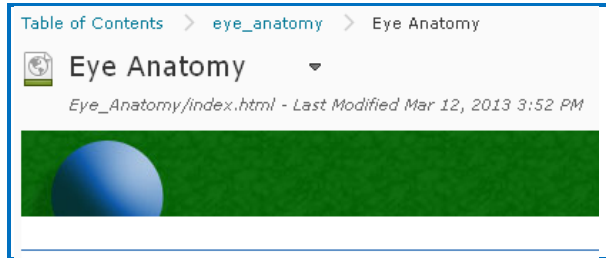 Table of Contents > eye_anatomy > Eye Anatomy
Eye Anatomy
Eye_Anatomy/index.html - Last Modified Mar 12, 2013 3:52 PM